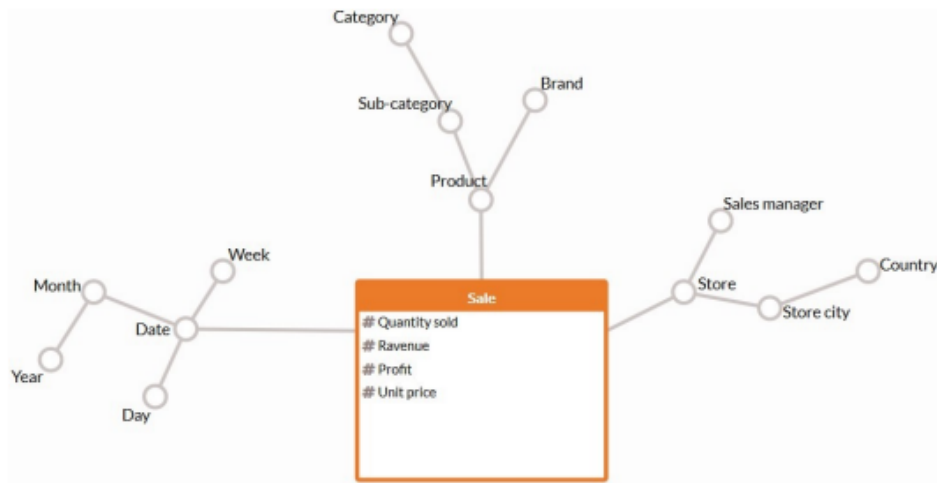 Category
Brand
Sub-category
Product
Sales manager
Week
Country
Month
Store
Sale
Store city
# Quantity sold
Date
# Ravenue
# Profit
Year
# Unit price
Day